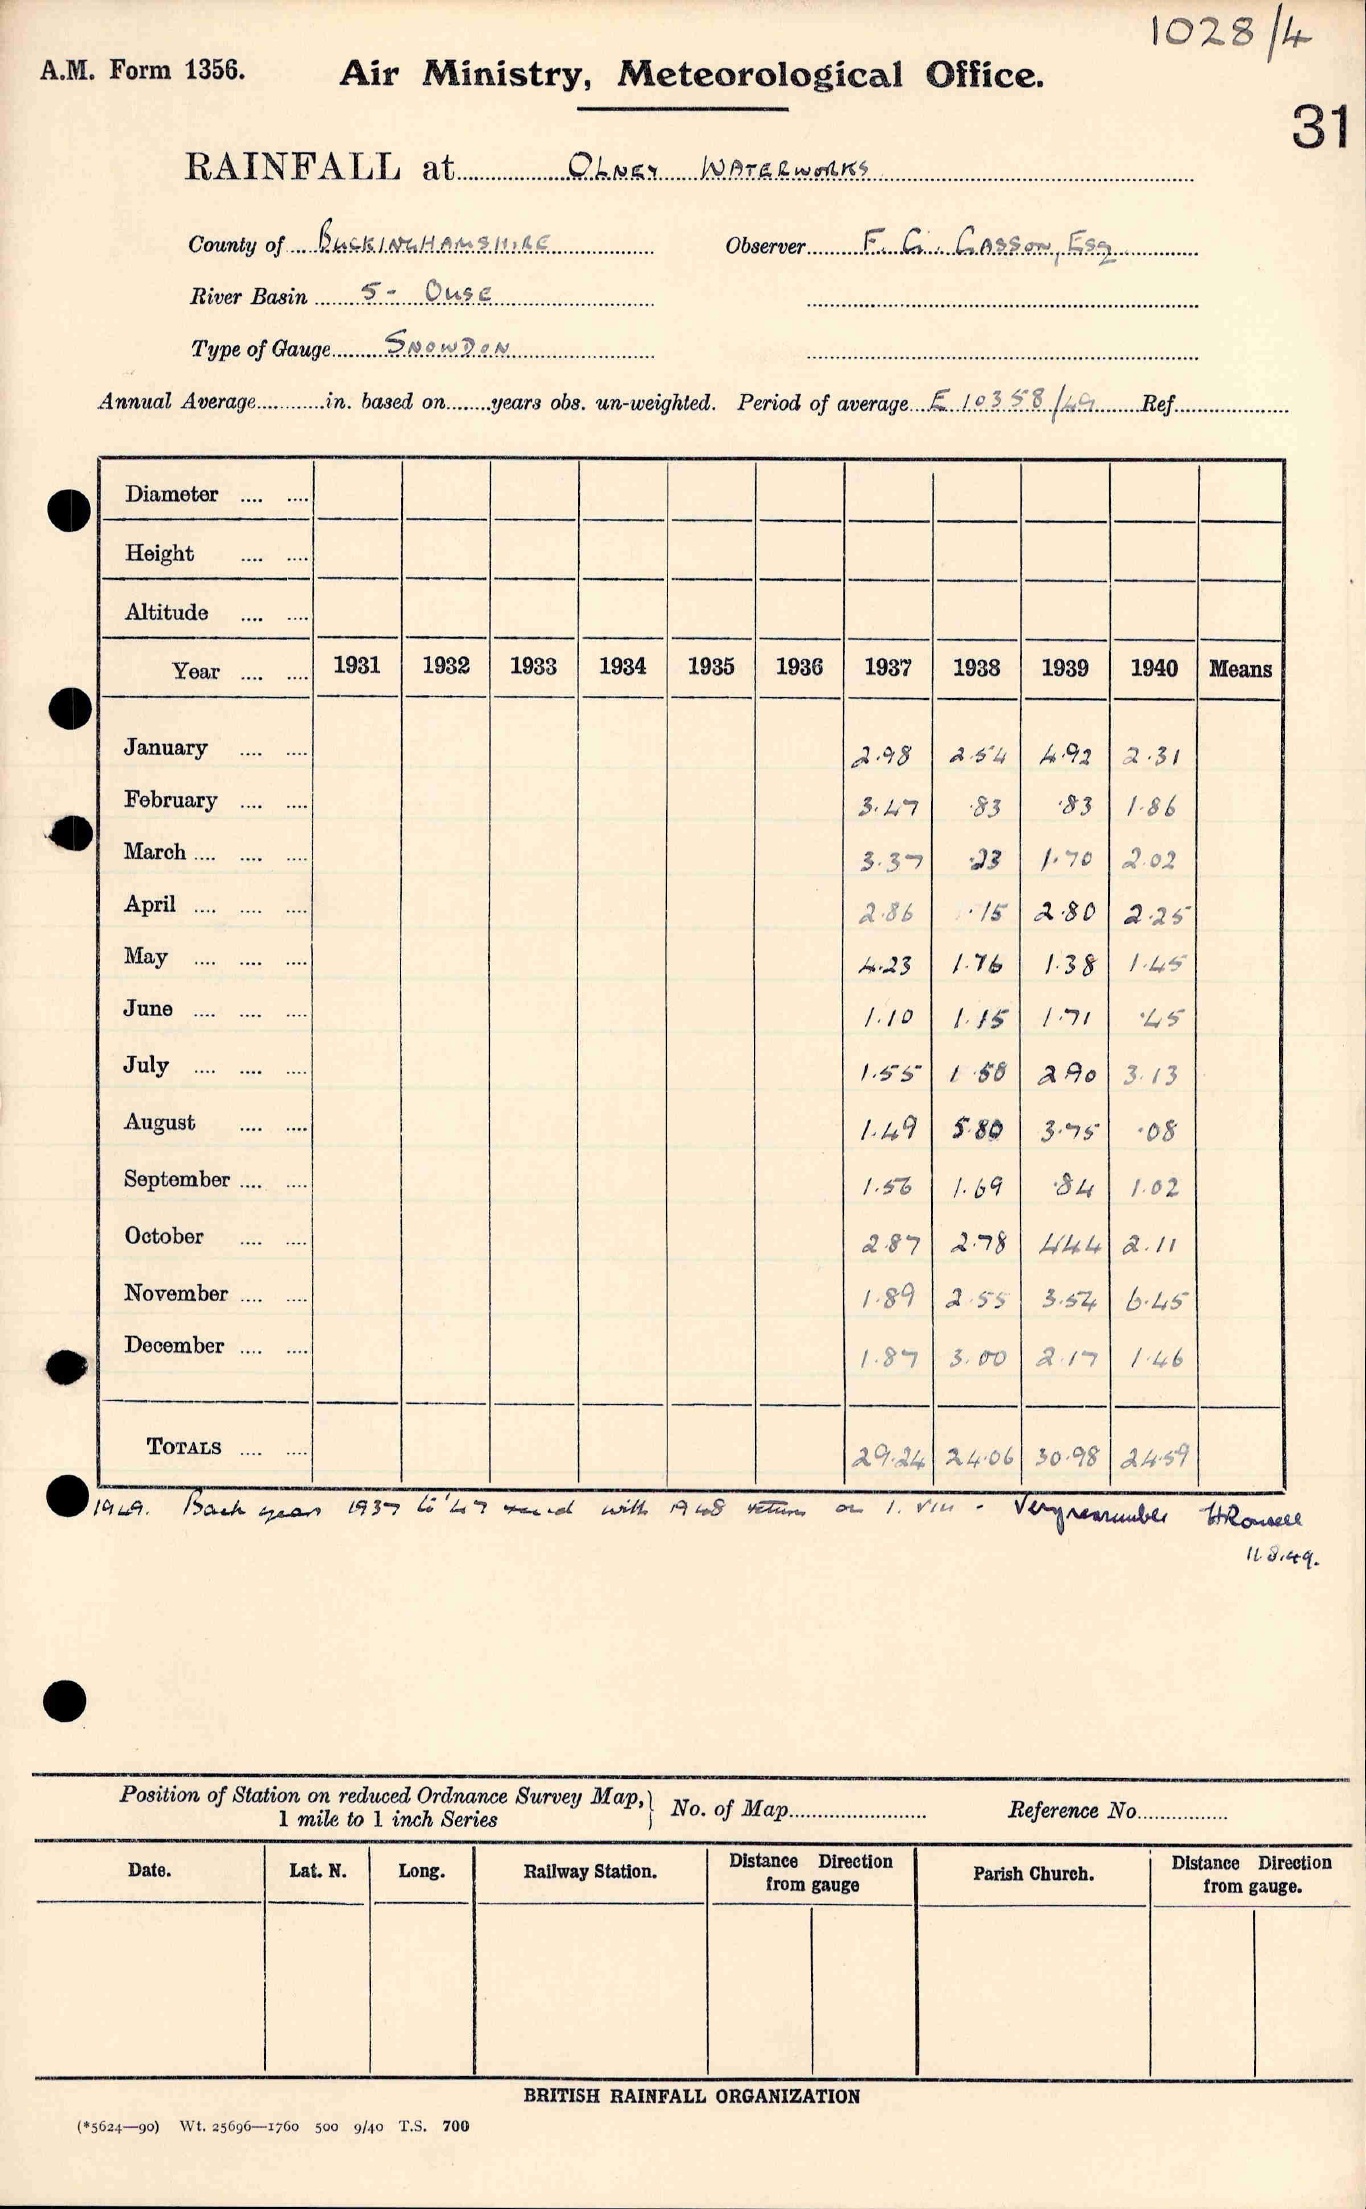 1028/4
A.M. Form 1356. Air Ministry, Meteorological Office.
31
RAINFALL at OLNEY WATERWORKS
County of BUCKINGHAMSHIRE Observer F. G. GASSON, Esq.
River Basin 5- OUSE
Type of Gauge SNOWDON
Annual Average in. based on years obs. un-weighted. Period of average E 10358/49 Ref
Diameter
Height
Altitude
Year 1931 1932 1933 1934 1935 1936 1937 1938 1939 1940 Means
January 2.98 2.54 4.92 2.31
February 3.47 .83 .83 1.86
March 3.37 .23 1.70 2.02
April 2.86 .15 2.80 2.25
May 4.23 1.76 1.38 1.45
June 1.10 1.15 1.71 .45
July 1.55 1.58 2.90 3.13
August 1.49 5.80 3.75 .08
September 1.56 1.69 .84 1.02
October 2.87 2.78 4.44 2.11
November 1.89 2.55 3.54 6.45
December 1.87 3.00 2.17 1.46
TOTALS 29.24 24.06 30.98 24.59
1949. Back years 1937 to '47 with 1948 return on 1.VIII -
11.8.49.
Position of Station on reduced Ordnance Survey Map,} No. of Map Reference No.
1 mile to 1 inch Series
Date. Lat. N. Long. Railway Station. Distance Direction from gauge Parish Church. Distance Direction from gauge.
BRITISH RAINFALL ORGANIZATION
(*5624—90) Wt. 25696—1760 500 9/40 T.S. 700